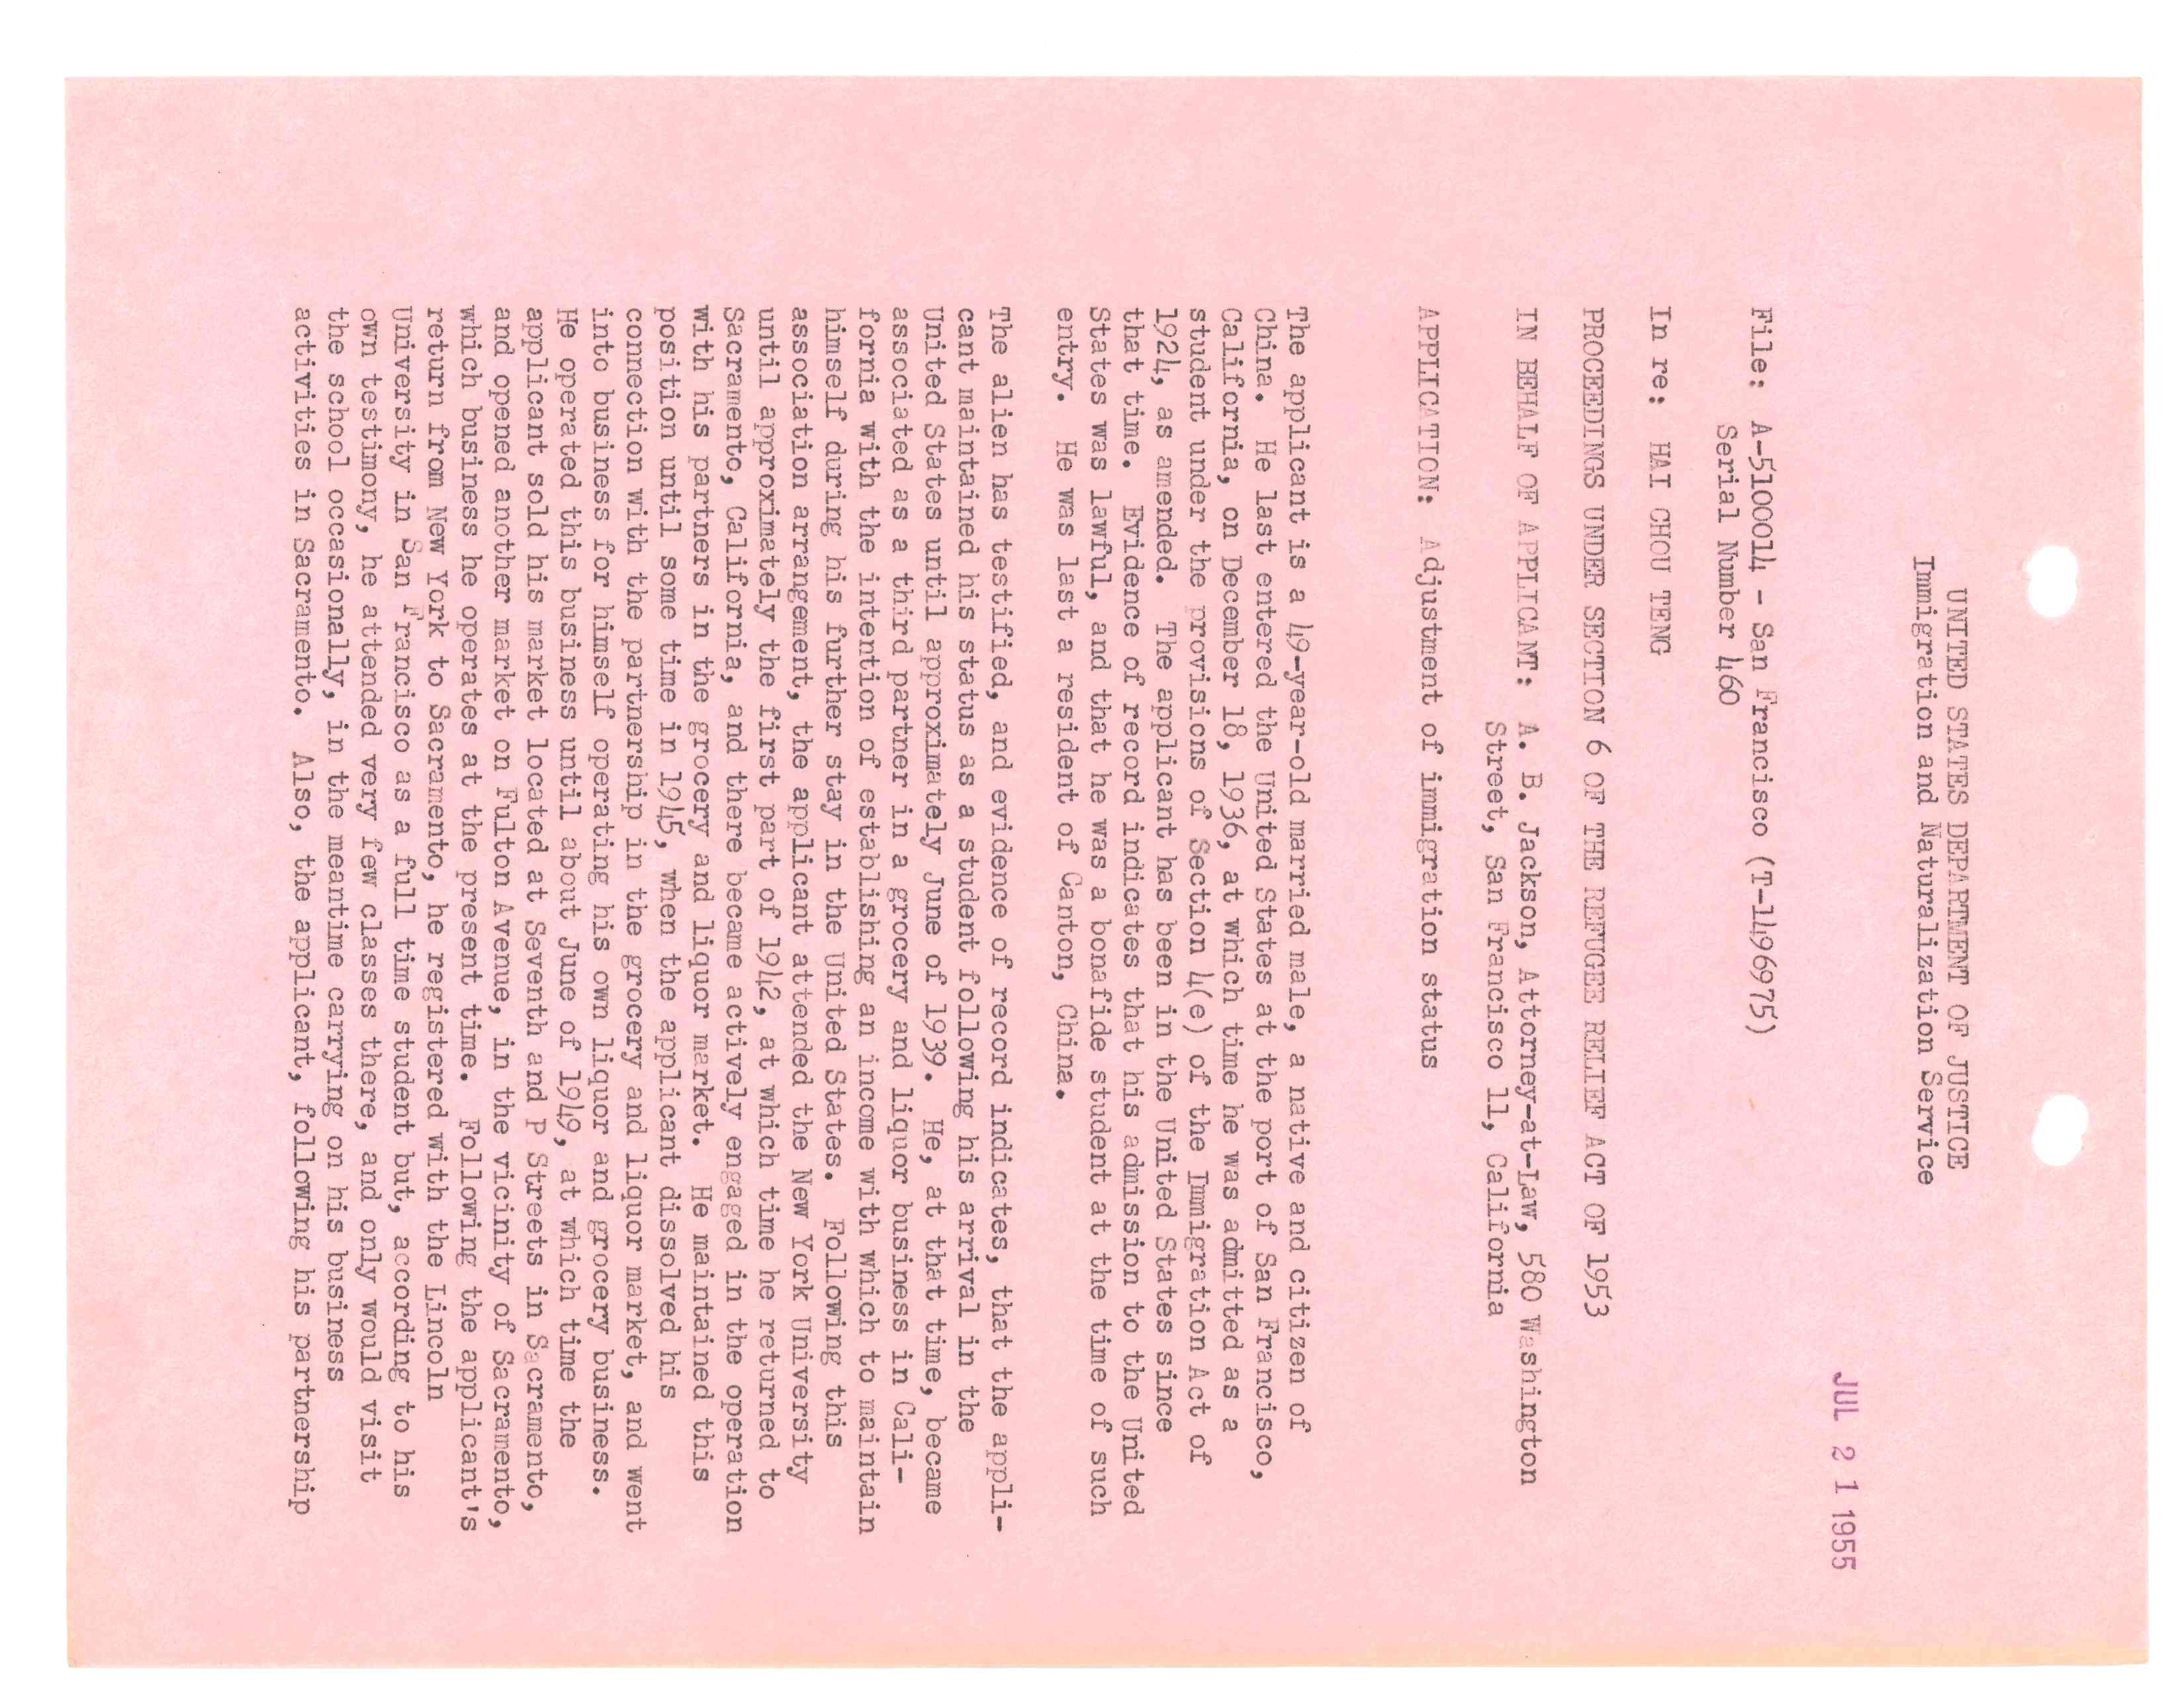 UNITED STATES DEPARTMENT OF JUSTICE
Immigration and Naturalization Service
JUL 21 1955
File: A-5100014 - San Francisco (T-1496975)
Serial Number 460
In re: HAI CHOU TENG
PROCEEDINGS UNDER SECTION 6 OF THE REFUGEE RELIEF ACT OF 1953
IN BEHALF OF APPLICANT: A. B. Jackson, Attorney-at-Law, 580 Washington
Street, San Francisco 11, California
APPLICATION: Adjustment of immigration status
The applicant is a 49-year-old married male, a native and citizen of
China. He last entered the United States at the port of San Francisco,
California, on December 18, 1936, at which time he was admitted as a
student under the provisions of Section 4(e) of the Immigration Act of
1924, as amended. The applicant has been in the United States since
that time. Evidence of record indicates that his admission to the United
States was lawful, and that he was a bonafide student at the time of such
entry. He was last a resident of Canton, China.
The alien has testified, and evidence of record indicates, that the appli-
cant maintained his status as a student following his arrival in the
United States until approximately June of 1939. He, at that time, became
associated as a third partner in a grocery and liquor business in Cali-
fornia with the intention of establishing an income with which to maintain
himself during his further stay in the United States. Following this
association arrangement, the applicant attended the New York University
until approximately the first part of 1942, at which time he returned to
Sacramento, California, and there became actively engaged in the operation
with his partners in the grocery and liquor market. He maintained this
position until some time in 1945, when the applicant dissolved his
connection with the partnership in the grocery and liquor market, and went
into business for himself operating his own liquor and grocery business.
He operated this business until about June of 1949, at which time the
applicant sold his market located at Seventh and P Streets in Sacramento,
and opened another market on Fulton Avenue, in the vicinity of Sacramento,
which business he operates at the present time. Following the applicant's
return from New York to Sacramento, he registered with the Lincoln
University in San Francisco as a full time student but, according to his
own testimony, he attended very few classes there, and only would visit
the school occasionally, in the meantime carrying on his business
activities in Sacramento. Also, the applicant, following his partnership